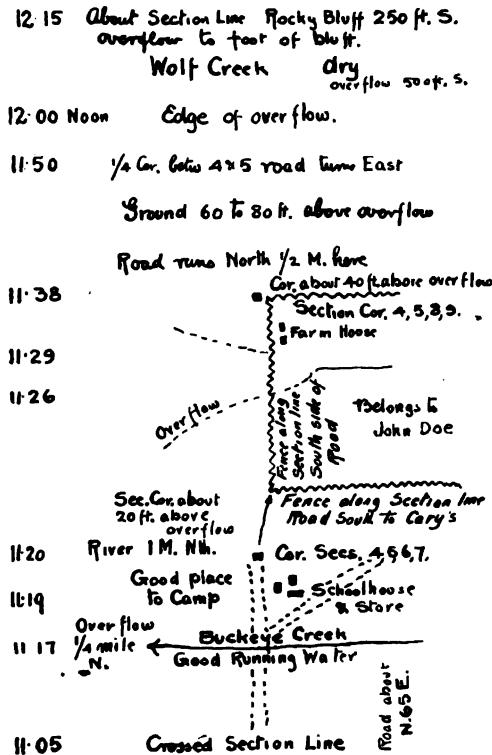 12.15 About Section Line Rocky Bluff 250 ft. S.
overflow to foot of bluff.
Wolf Creek dry
overflow 500 ft. S.
12.00 Noon Edge of overflow.
11.50 1/4 Cor. betw 4 & 5 road turns East
Ground 60 to 80 ft. above overflow
Road runs North 1/2 M. here
Cor. about 40 ft. above overflow
11.38
Section Cor. 4, 5, 8, 9.
Farm House
11.29
11.26
Overflow
Fence along
Section line
South side of
Road
Belongs to
John Doe
Sec. Cor. about
20 ft. above
overflow
Fence along Section line
Road South to Cary's
11.20 River 1 M. Nth.
Cor. Secs. 4, 5, 6, 7.
Good place
to Camp
11.19
Schoolhouse
& Store
Overflow
1/4 mile
N.
11.17
Buckeye Creek
Good Running Water
Road about
N. 65 E.
11.05 Crossed Section Line